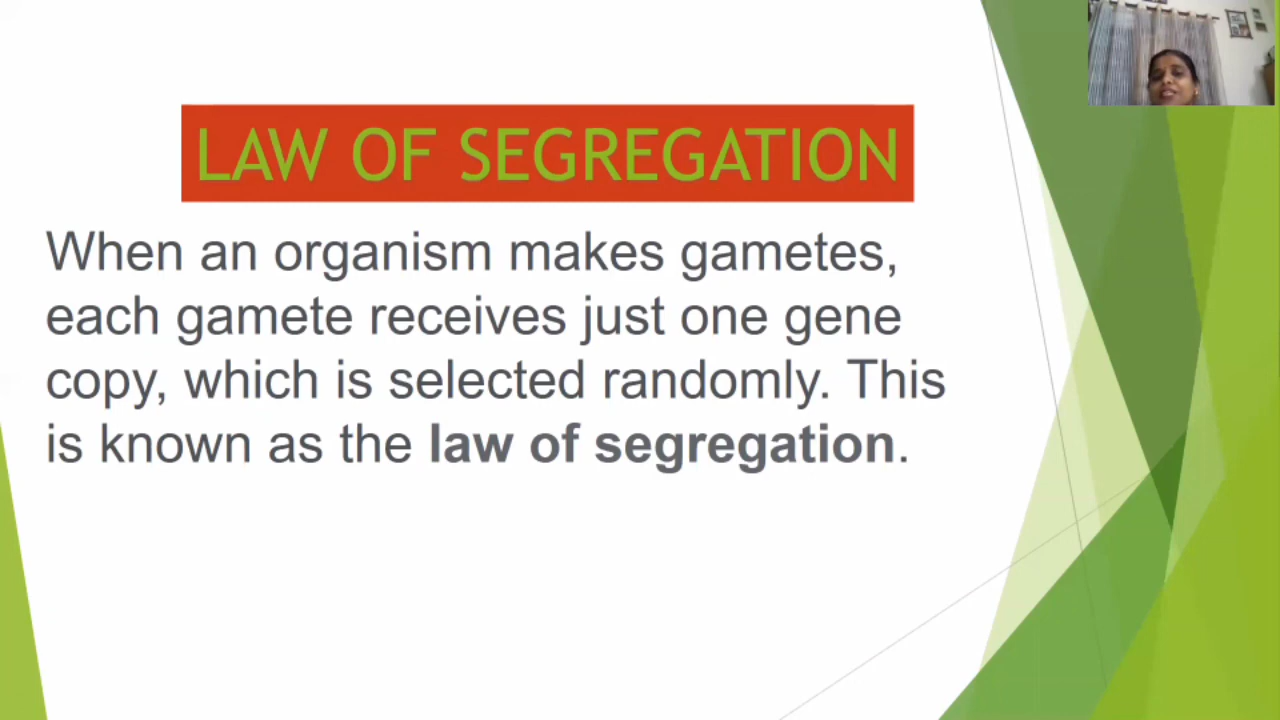 LAW OF SEGREGATION
When an organism makes gametes,
each gamete receives just one gene
copy, which is selected randomly. This
is known as the law of segregation.